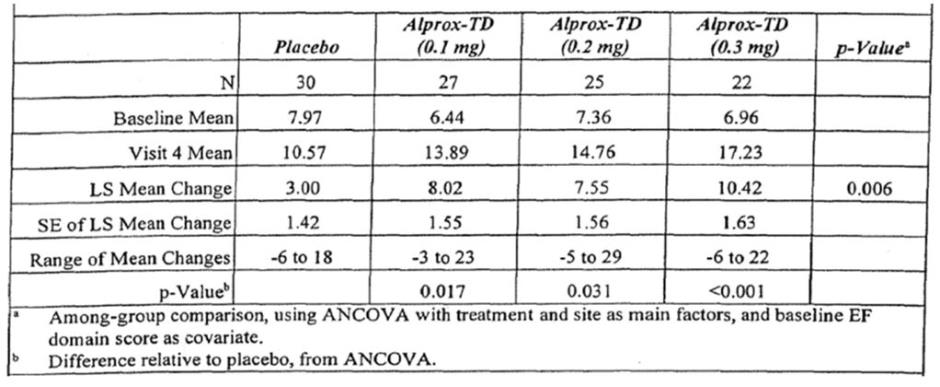 Placebo Alprox-TD (0.1 mg) Alprox-TD (0.2 mg) Alprox-TD (0.3 mg) p-Valueᵃ
N 30 27 25 22
Baseline Mean 7.97 6.44 7.36 6.96
Visit 4 Mean 10.57 13.89 14.76 17.23
LS Mean Change 3.00 8.02 7.55 10.42 0.006
SE of LS Mean Change 1.42 1.55 1.56 1.63
Range of Mean Changes -6 to 18 -3 to 23 -5 to 29 -6 to 22
p-Valueᵇ 0.017 0.031 <0.001
ᵃ Among-group comparison, using ANCOVA with treatment and site as main factors, and baseline EF
domain score as covariate.
ᵇ Difference relative to placebo, from ANCOVA.